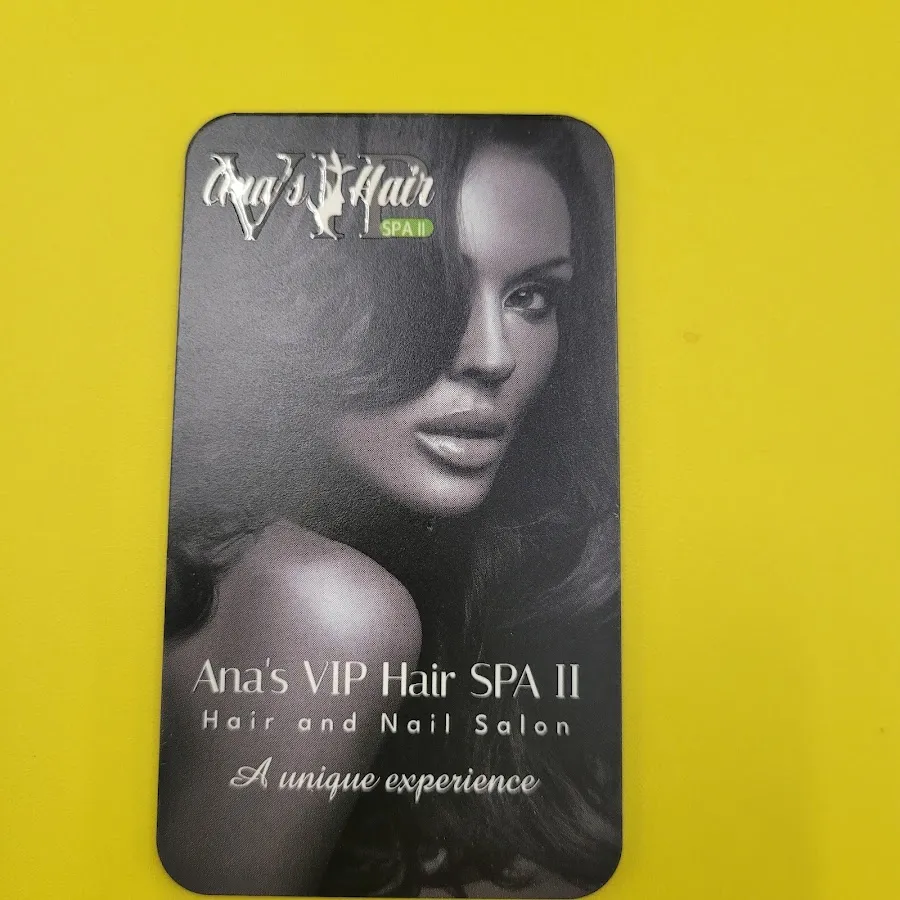 Ana's Hair
VIP
SPA II
Ana's VIP Hair SPA II
Hair and Nail Salon
A unique experience